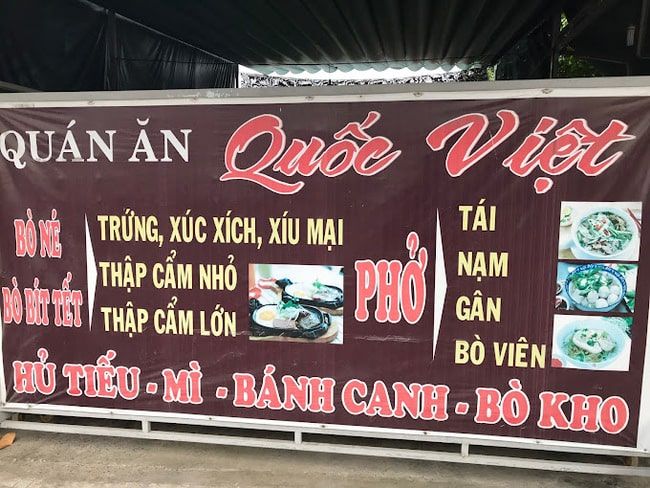 QUÁN ĂN Quốc Việt
BÒ NÉ
BÒ BÍT TẾT
TRỨNG, XÚC XÍCH, XÍU MẠI
THẬP CẨM NHỎ
THẬP CẨM LỚN
PHỞ
TÁI
NẠM
GÂN
BÒ VIÊN
HỦ TIẾU - MÌ - BÁNH CANH - BÒ KHO